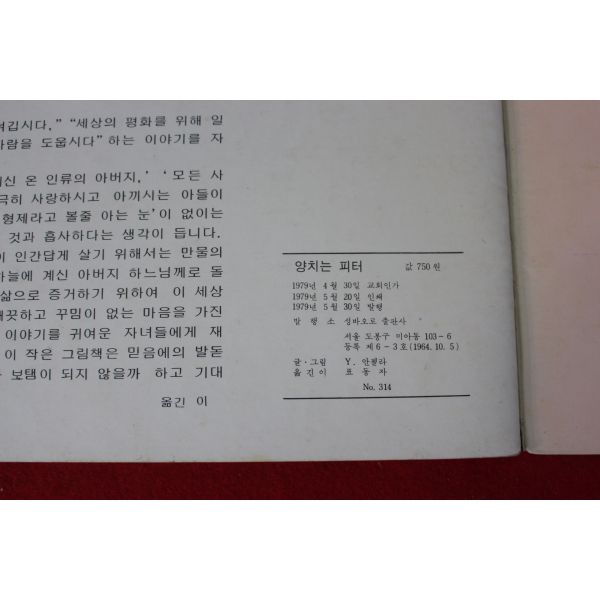 겁시다." "세상의 평화를 위해 일
사람을 도웁시다"하는 이야기를 자
신 온 인류의 아버지,' '모든 사
극히 사랑하시고 아끼시는 아들이
형제라고 볼줄 아는 눈'이 없이는
것과 흡사하다는 생각이 듭니다.
이 인간답게 살기 위해서는 만물의
하늘에 계신 아버지 하느님께로 돌
삶으로 증거하기 위하여 이 세상
깨끗하고 꾸밈이 없는 마음을 가진
이야기를 귀여운 자녀들에게 재
이 작은 그림책은 믿음에의 발돋
보탬이 되지 않을까 하고 기대
옮긴 이
양치는 피터 값 750원
1979년 4월 30일 교회인가
1979년 5월 20일 인쇄
1979년 5월 30일 발행
발행소 성바오로 출판사
서울 도봉구 미아동 103-6
등록 제6-3호(1964.10.5)
글·그림 Y. 안젤라
옮긴이 표동자
No. 314